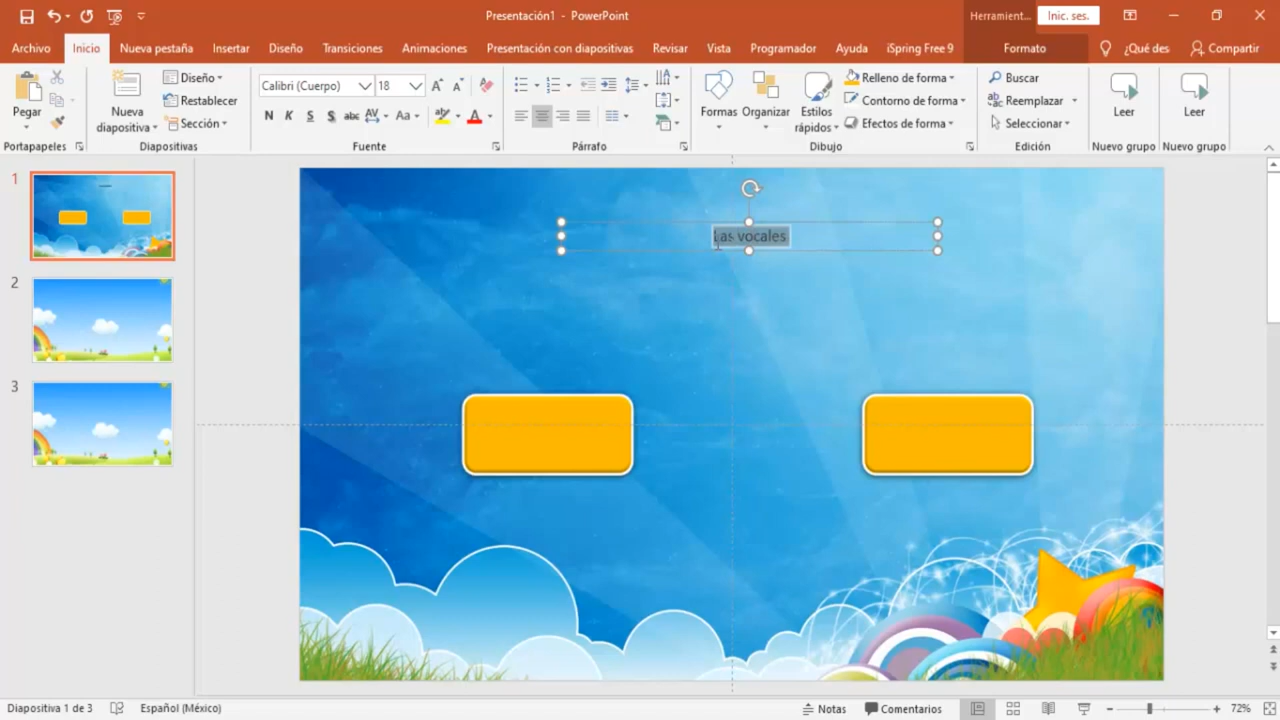 Presentación1 - PowerPoint
Herramient...
Inic. ses.
Archivo
Inicio
Nueva pestaña
Insertar
Diseño
Transiciones
Animaciones
Presentación con diapositivas
Revisar
Vista
Programador
Ayuda
iSpring Free 9
Formato
¿Qué des
Compartir
Pegar
Nueva diapositiva
Diseño
Restablecer
Sección
Calibri (Cuerpo)
18
N K S S abc AV Aa
Formas
Organizar
Estilos rápidos
Relleno de forma
Contorno de forma
Efectos de forma
Buscar
Reemplazar
Seleccionar
Leer
Leer
Portapapeles
Diapositivas
Fuente
Párrafo
Dibujo
Edición
Nuevo grupo
Nuevo grupo
1
2
3
Las vocales
Diapositiva 1 de 3
Español (México)
Notas
Comentarios
72%